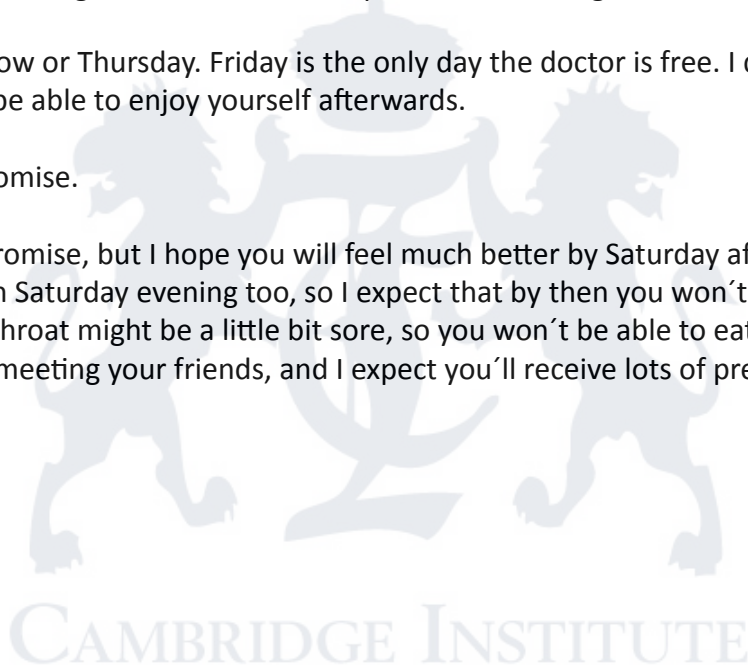 ow or Thursday. Friday is the only day the doctor is free. I
be able to enjoy yourself afterwards.
omise.
romise, but I hope you will feel much better by Saturday af
n Saturday evening too, so I expect that by then you won´t
hroat might be a little bit sore, so you won´t be able to eat
meeting your friends, and I expect you´ll receive lots of pre
CAMBRIDGE INSTITUTE